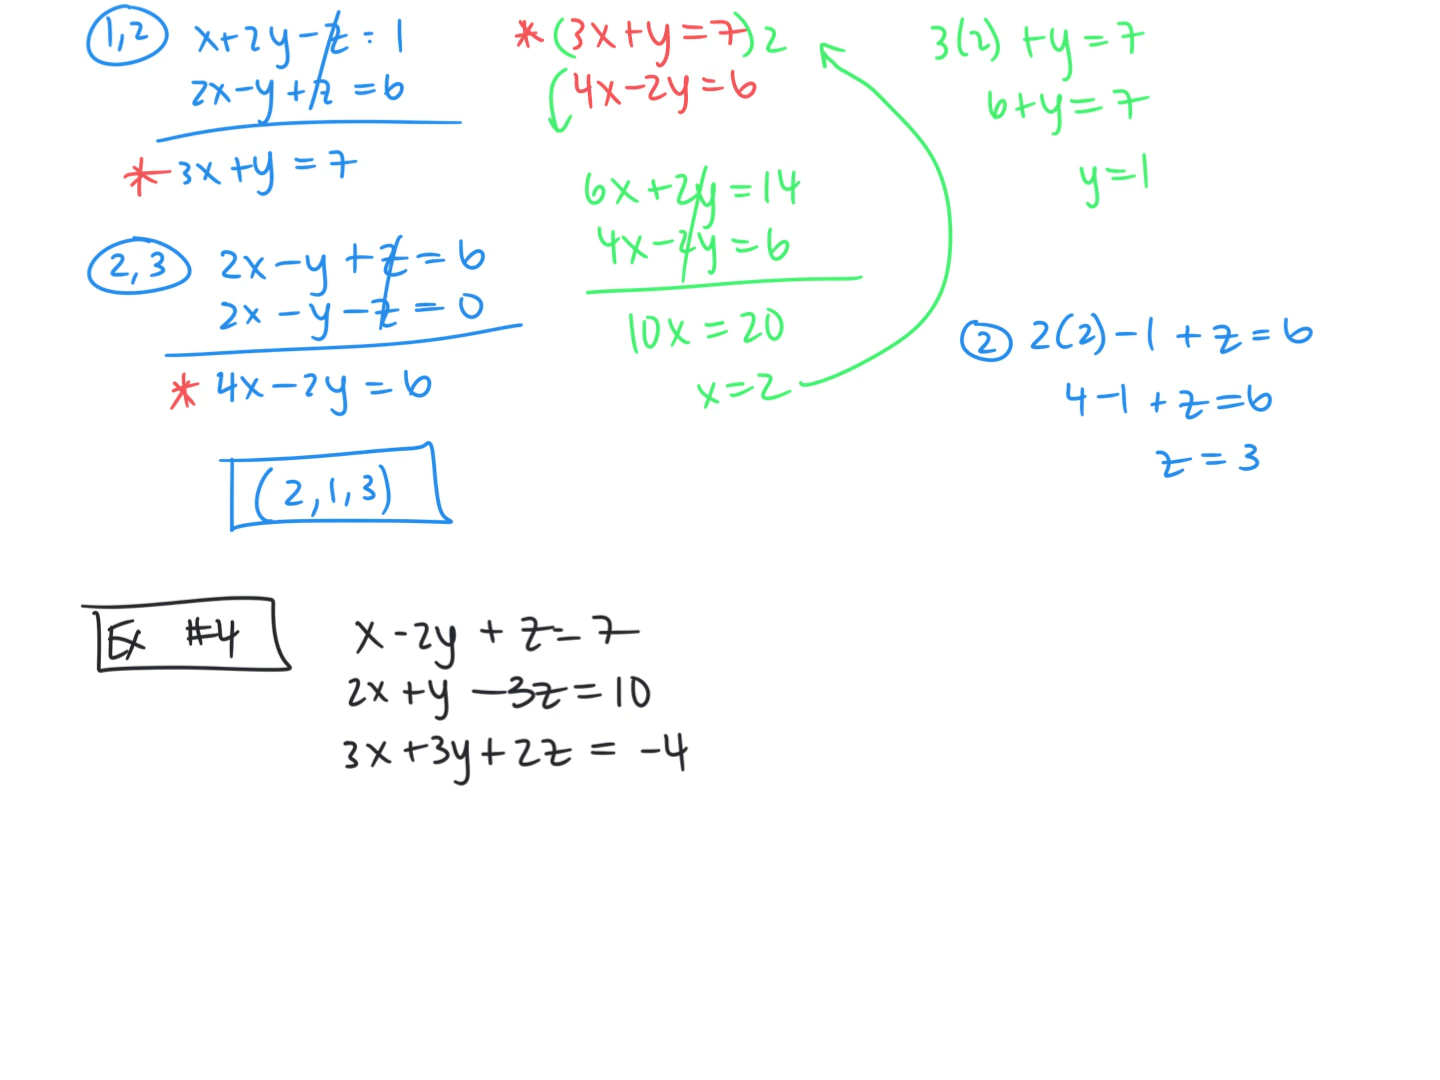 1,2 x+2y-z = 1
2x-y+z = 6
* 3x+y = 7
2,3 2x-y+z = 6
2x-y-z = 0
* 4x-2y = 6
(2,1,3)
* (3x+y=7)2
4x-2y=6
6x+2y=14
4x-2y=6
10x=20
x=2
3(2)+y=7
6+y=7
y=1
2 2(2)-1+z=6
4-1+z=6
z=3
Ex #4 x-2y+z=7
2x+y-3z=10
3x+3y+2z=-4